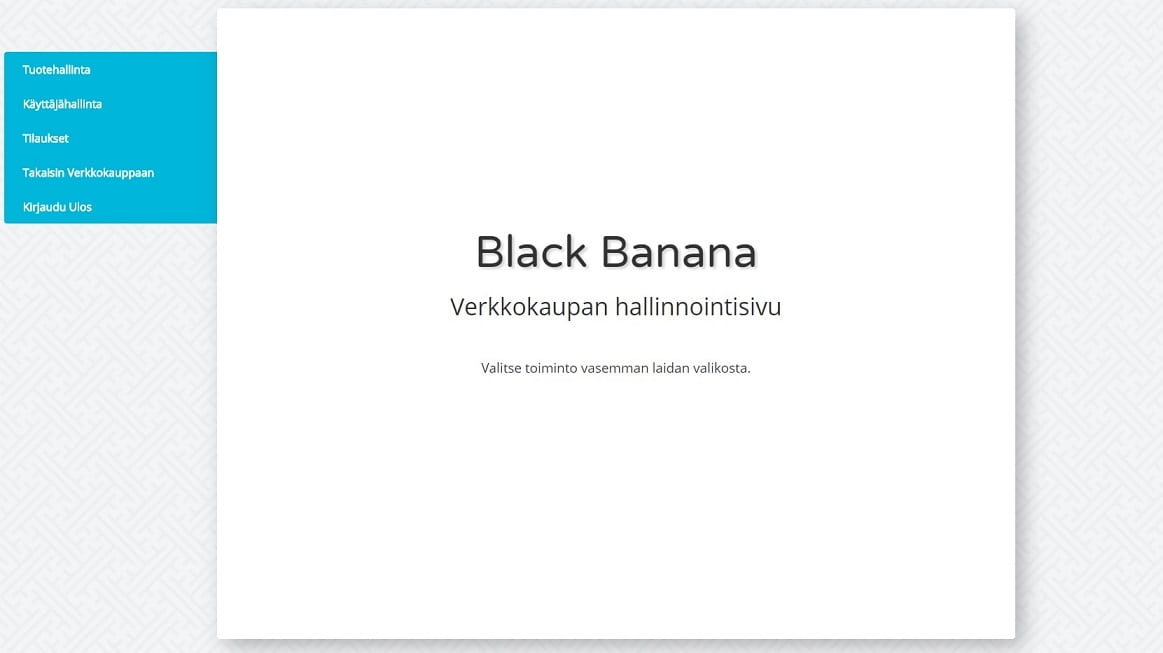 Tuotehallinta
Käyttäjähallinta
Tilaukset
Takaisin Verkkokauppaan
Kirjaudu Ulos
Black Banana
Verkkokaupan hallinnointisivu
Valitse toiminto vasemman laidan valikosta.